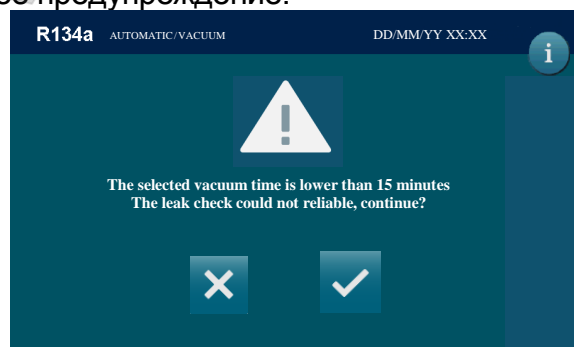 предупреждение.
R134a AUTOMATIC/VACUUM DD/MM/YY XX:XX
i
The selected vacuum time is lower than 15 minutes
The leak check could not reliable, continue?